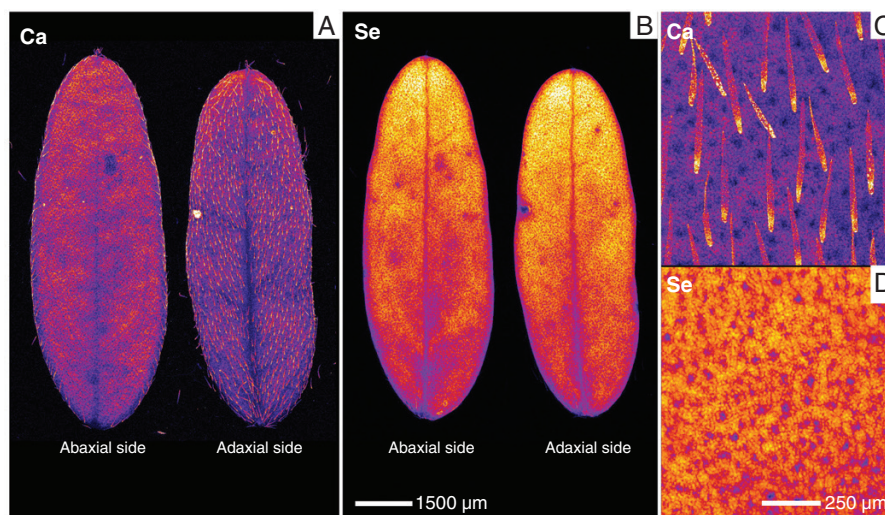 Ca
A
Abaxial side
Adaxial side
Se
B
Abaxial side
Adaxial side
1500 µm
Ca
C
Se
D
250 µm